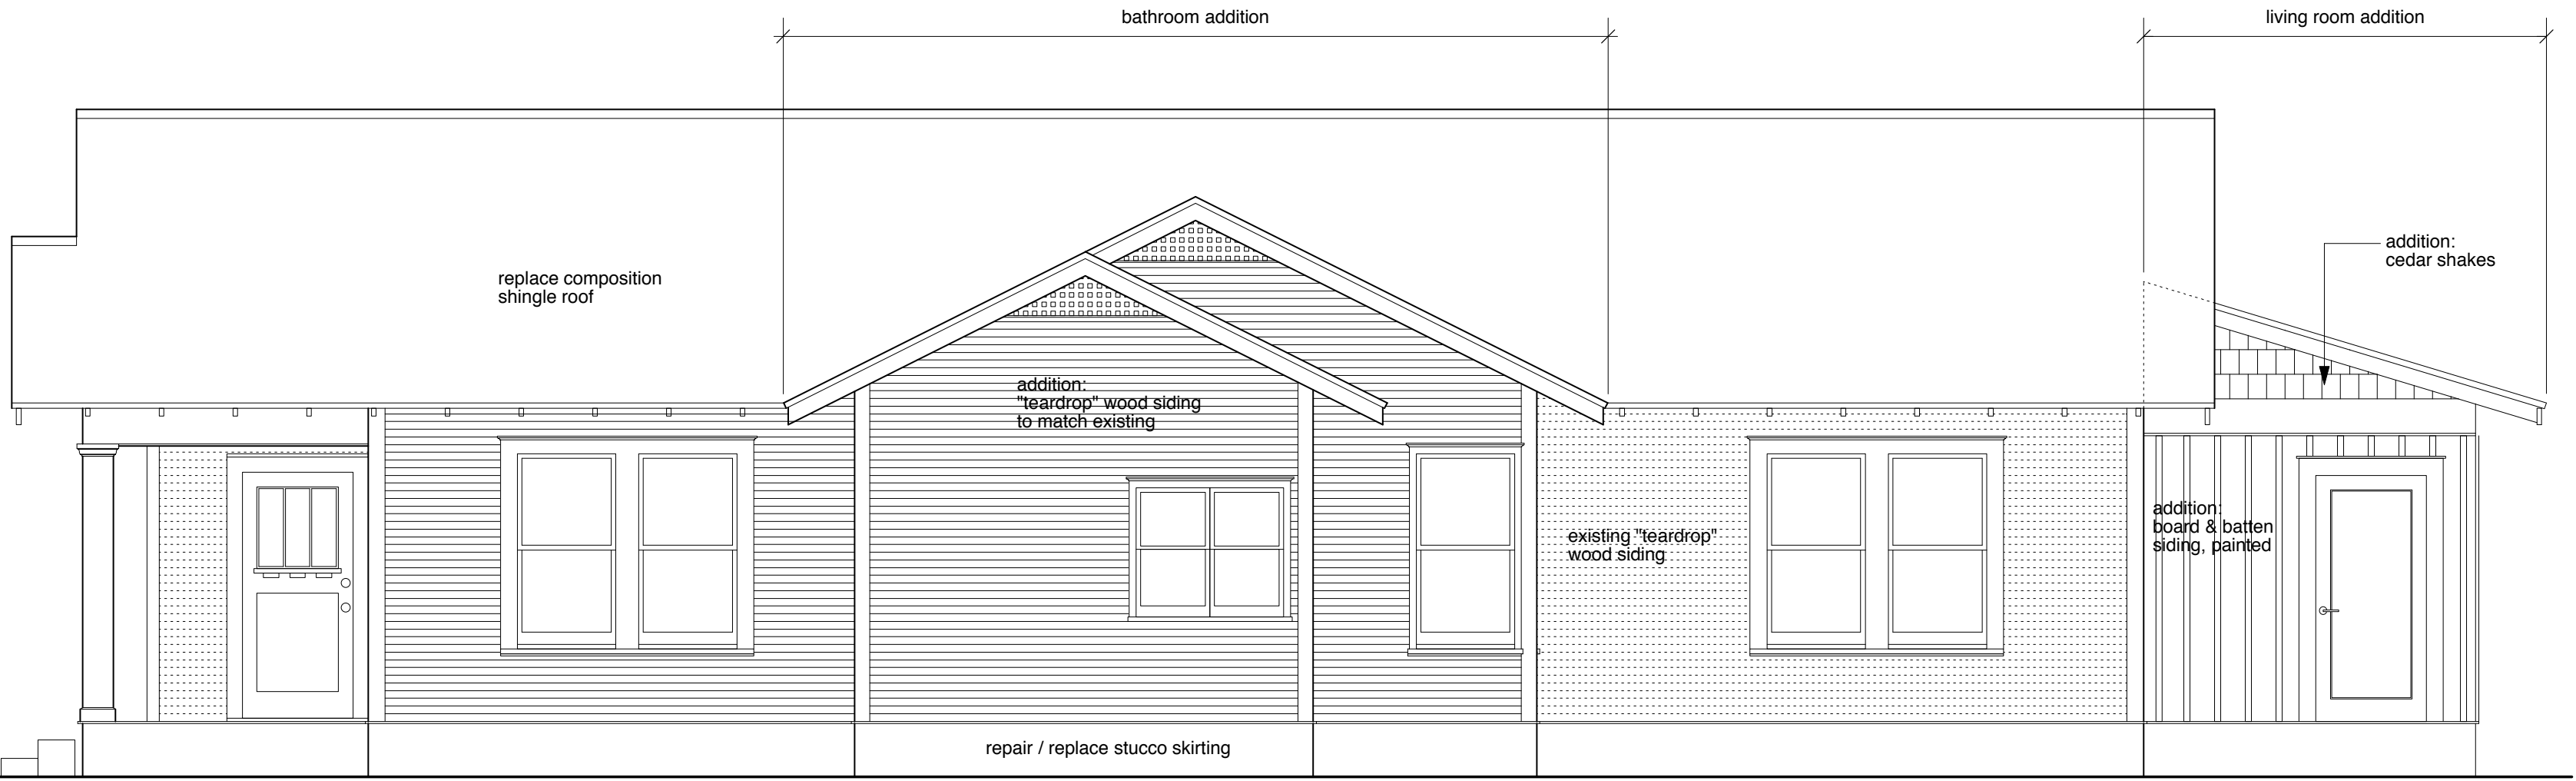 bathroom addition
living room addition
addition:
cedar shakes
replace composition
shingle roof
addition:
"teardrop" wood siding
to match existing
existing "teardrop"
wood siding
addition:
board & batten
siding, painted
repair / replace stucco skirting